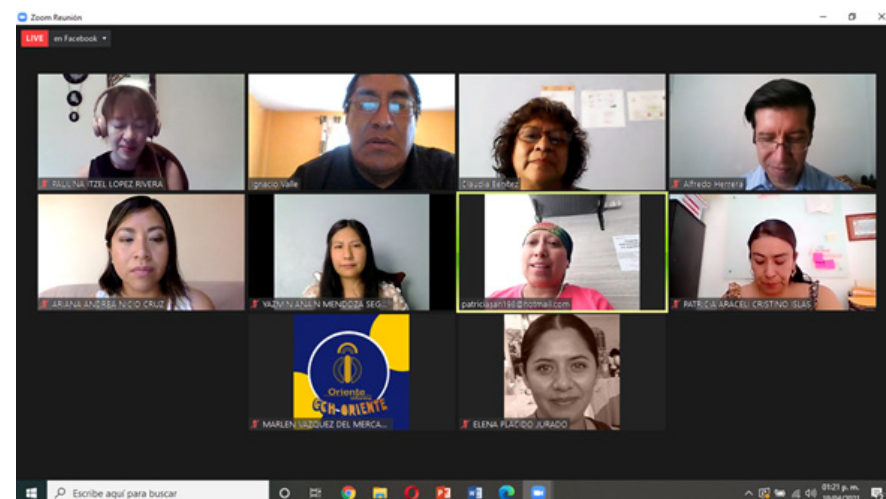 Zoom Reunión
LIVE en Facebook
PAULINA ITZEL LOPEZ RIVERA
Ignacio Valle
Claudia Benítez
Alfredo Herrera
ARIANA ANDREA NICIO CRUZ
YAZMIN ANAI N MENDOZA SEG...
patriciasan198@hotmail.com
PATRICIA ARACELI CRISTINO ISLAS
Oriente
CCH-ORIENTE
MARLEN VAZQUEZ DEL MERCA...
ELENA PLACIDO JURADO
Escribe aquí para buscar
01:21 p. m.